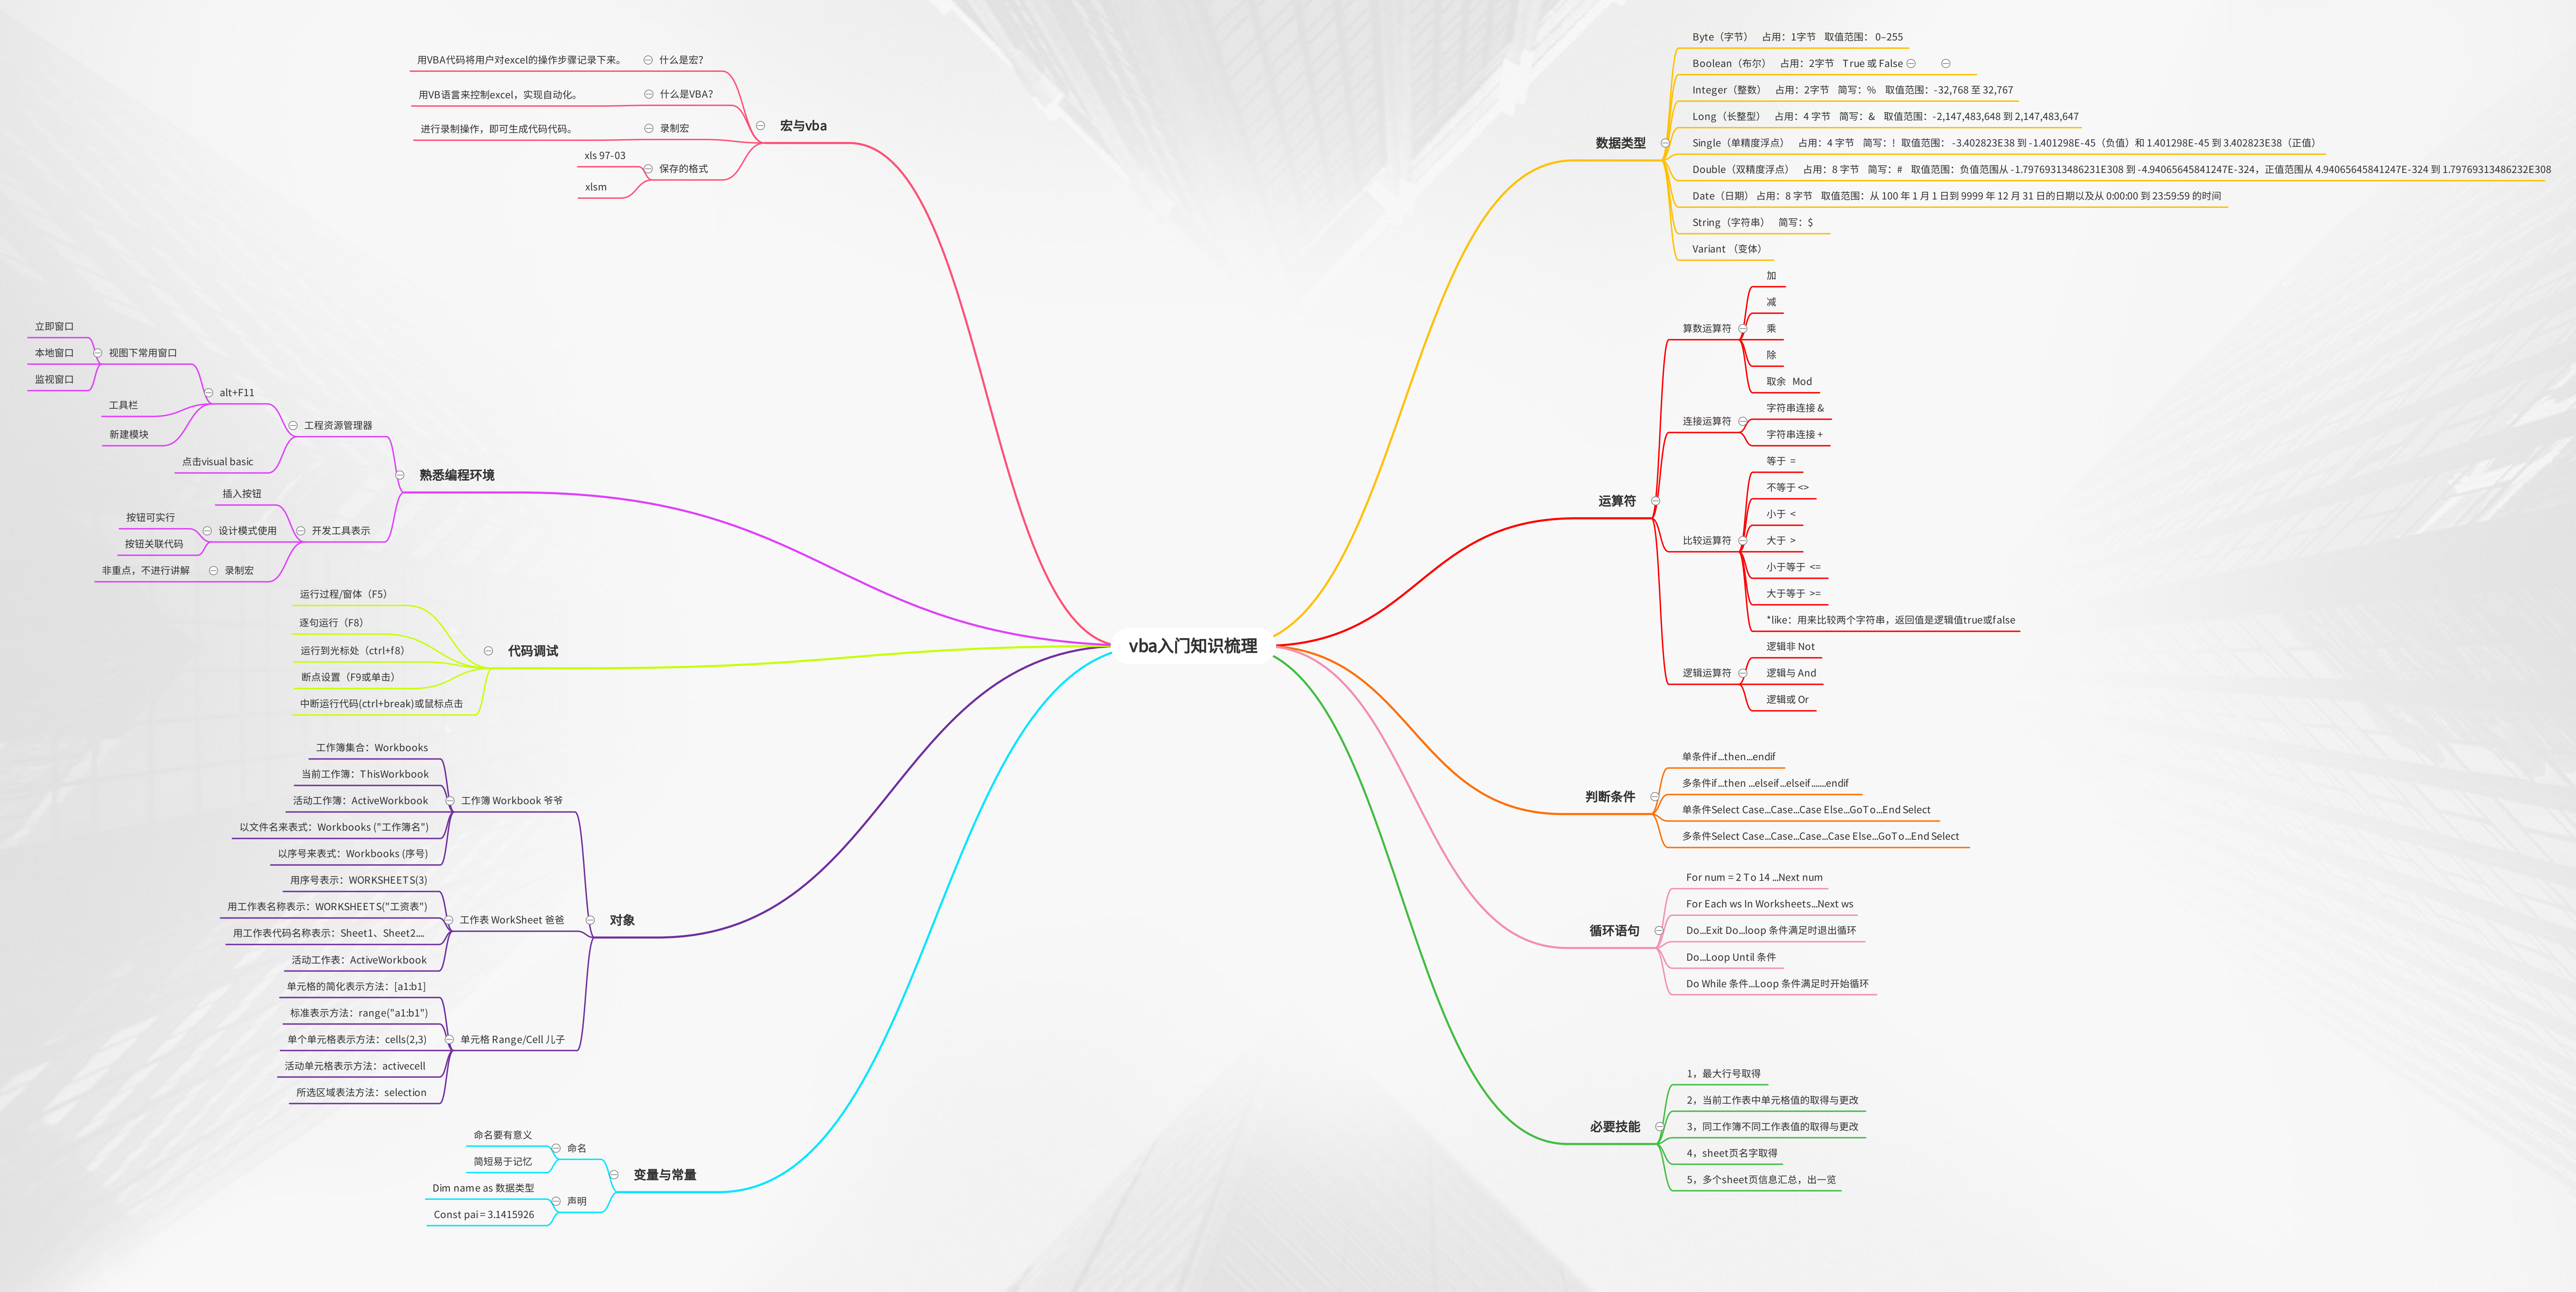 vba入门知识梳理
宏与vba
什么是宏？
用VBA代码将用户对excel的操作步骤记录下来。
什么是VBA？
用VB语言来控制excel，实现自动化。
录制宏
进行录制操作，即可生成代码代码。
保存的格式
xls 97-03
xlsm
熟悉编程环境
工程资源管理器
alt+F11
视图下常用窗口
立即窗口
本地窗口
监视窗口
工具栏
新建模块
点击visual basic
开发工具表示
插入按钮
设计模式使用
按钮可实行
按钮关联代码
录制宏
非重点，不进行讲解
代码调试
运行过程/窗体（F5）
逐句运行（F8）
运行到光标处（ctrl+f8）
断点设置（F9或单击）
中断运行代码(ctrl+break)或鼠标点击
对象
工作簿 Workbook 爷爷
工作簿集合：Workbooks
当前工作簿：ThisWorkbook
活动工作簿：ActiveWorkbook
以文件名来表式：Workbooks ("工作簿名")
以序号来表式：Workbooks (序号)
工作表 WorkSheet 爸爸
用序号表示：WORKSHEETS(3)
用工作表名称表示：WORKSHEETS("工资表")
用工作表代码名称表示：Sheet1、Sheet2....
活动工作表：ActiveWorkbook
单元格 Range/Cell 儿子
单元格的简化表示方法：[a1:b1]
标准表示方法：range("a1:b1")
单个单元格表示方法：cells(2,3)
活动单元格表示方法：activecell
所选区域表法方法：selection
变量与常量
命名
命名要有意义
简短易于记忆
声明
Dim name as 数据类型
Const pai = 3.1415926
数据类型
Byte（字节） 占用：1字节 取值范围： 0–255
Boolean（布尔） 占用：2字节 True 或 False
Integer（整数） 占用：2字节 简写：% 取值范围：-32,768 至 32,767
Long（长整型） 占用：4 字节 简写：& 取值范围：-2,147,483,648 到 2,147,483,647
Single（单精度浮点） 占用：4 字节 简写：！取值范围： -3.402823E38 到 -1.401298E-45（负值）和 1.401298E-45 到 3.402823E38（正值）
Double（双精度浮点） 占用：8 字节 简写：# 取值范围：负值范围从 -1.79769313486231E308 到 -4.94065645841247E-324，正值范围从 4.94065645841247E-324 到 1.79769313486232E308
Date（日期） 占用：8 字节 取值范围：从 100 年 1 月 1 日到 9999 年 12 月 31 日的日期以及从 0:00:00 到 23:59:59 的时间
String（字符串） 简写：$
Variant （变体）
运算符
算数运算符
加
减
乘
除
取余 Mod
连接运算符
字符串连接 &
字符串连接 +
比较运算符
等于 =
不等于 <>
小于 <
大于 >
小于等于 <=
大于等于 >=
*like：用来比较两个字符串，返回值是逻辑值true或false
逻辑运算符
逻辑非 Not
逻辑与 And
逻辑或 Or
判断条件
单条件if...then...endif
多条件if...then ...elseif...elseif.......endif
单条件Select Case...Case...Case Else...GoTo...End Select
多条件Select Case...Case...Case...Case Else...GoTo...End Select
循环语句
For num = 2 To 14 ...Next num
For Each ws In Worksheets...Next ws
Do...Exit Do...loop 条件满足时退出循环
Do...Loop Until 条件
Do While 条件...Loop 条件满足时开始循环
必要技能
1，最大行号取得
2，当前工作表中单元格值的取得与更改
3，同工作簿不同工作表值的取得与更改
4，sheet页名字取得
5，多个sheet页信息汇总，出一览